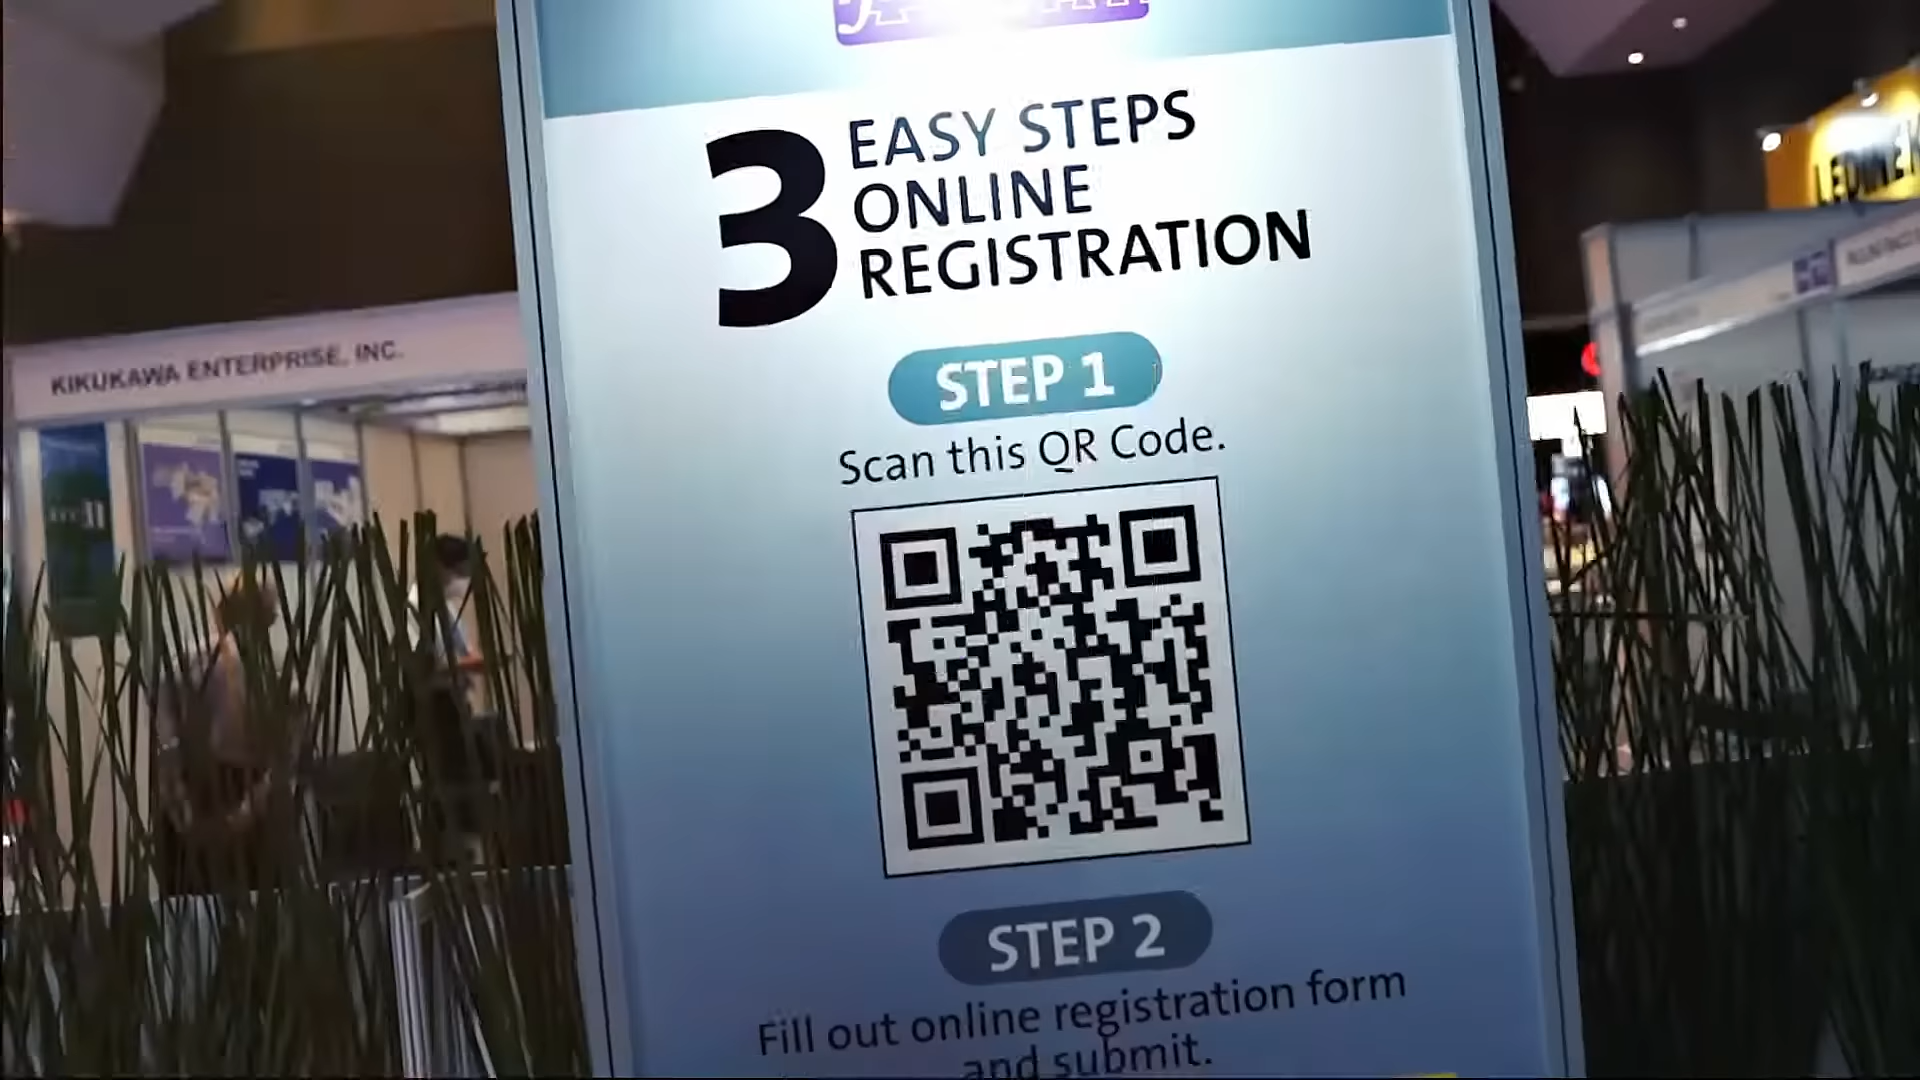 3 EASY STEPS
ONLINE
REGISTRATION
STEP 1
Scan this QR Code.
STEP 2
Fill out online registration form
and submit.
KIKUKAWA ENTERPRISE, INC.